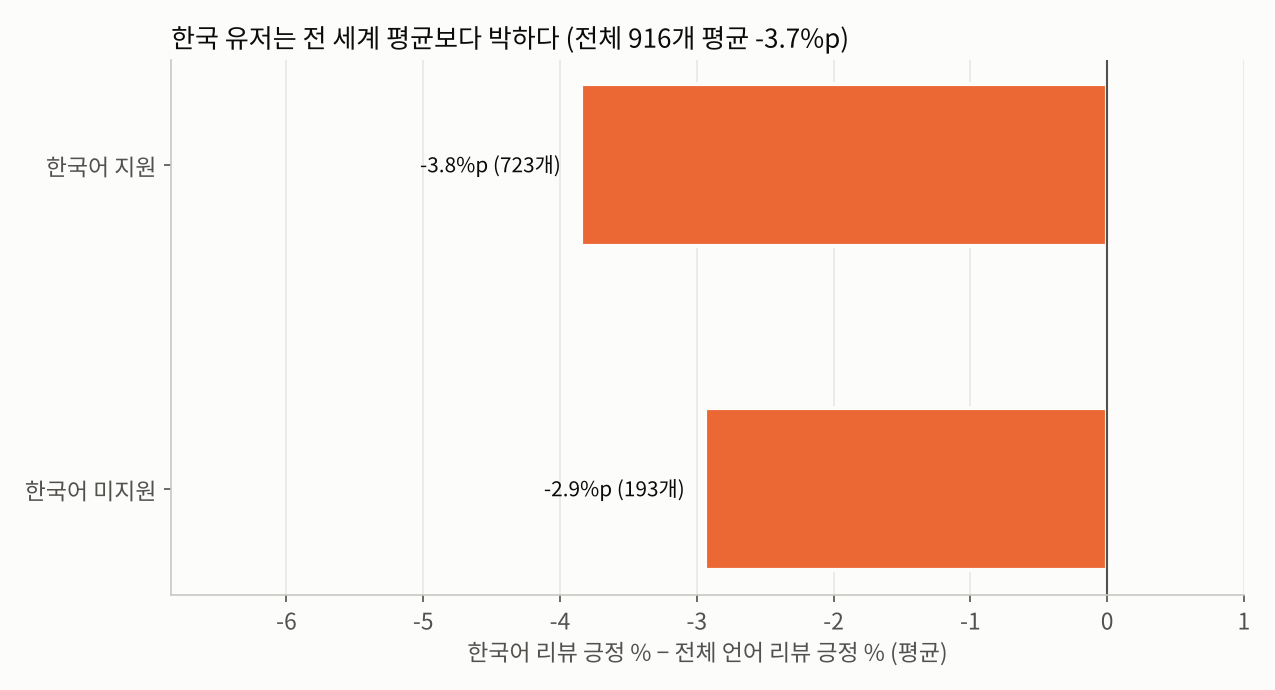 한국 유저는 전 세계 평균보다 박하다 (전체 916개 평균 -3.7%p)
한국어 지원
-3.8%p (723개)
한국어 미지원
-2.9%p (193개)
-6 -5 -4 -3 -2 -1 0 1
한국어 리뷰 긍정 % − 전체 언어 리뷰 긍정 % (평균)